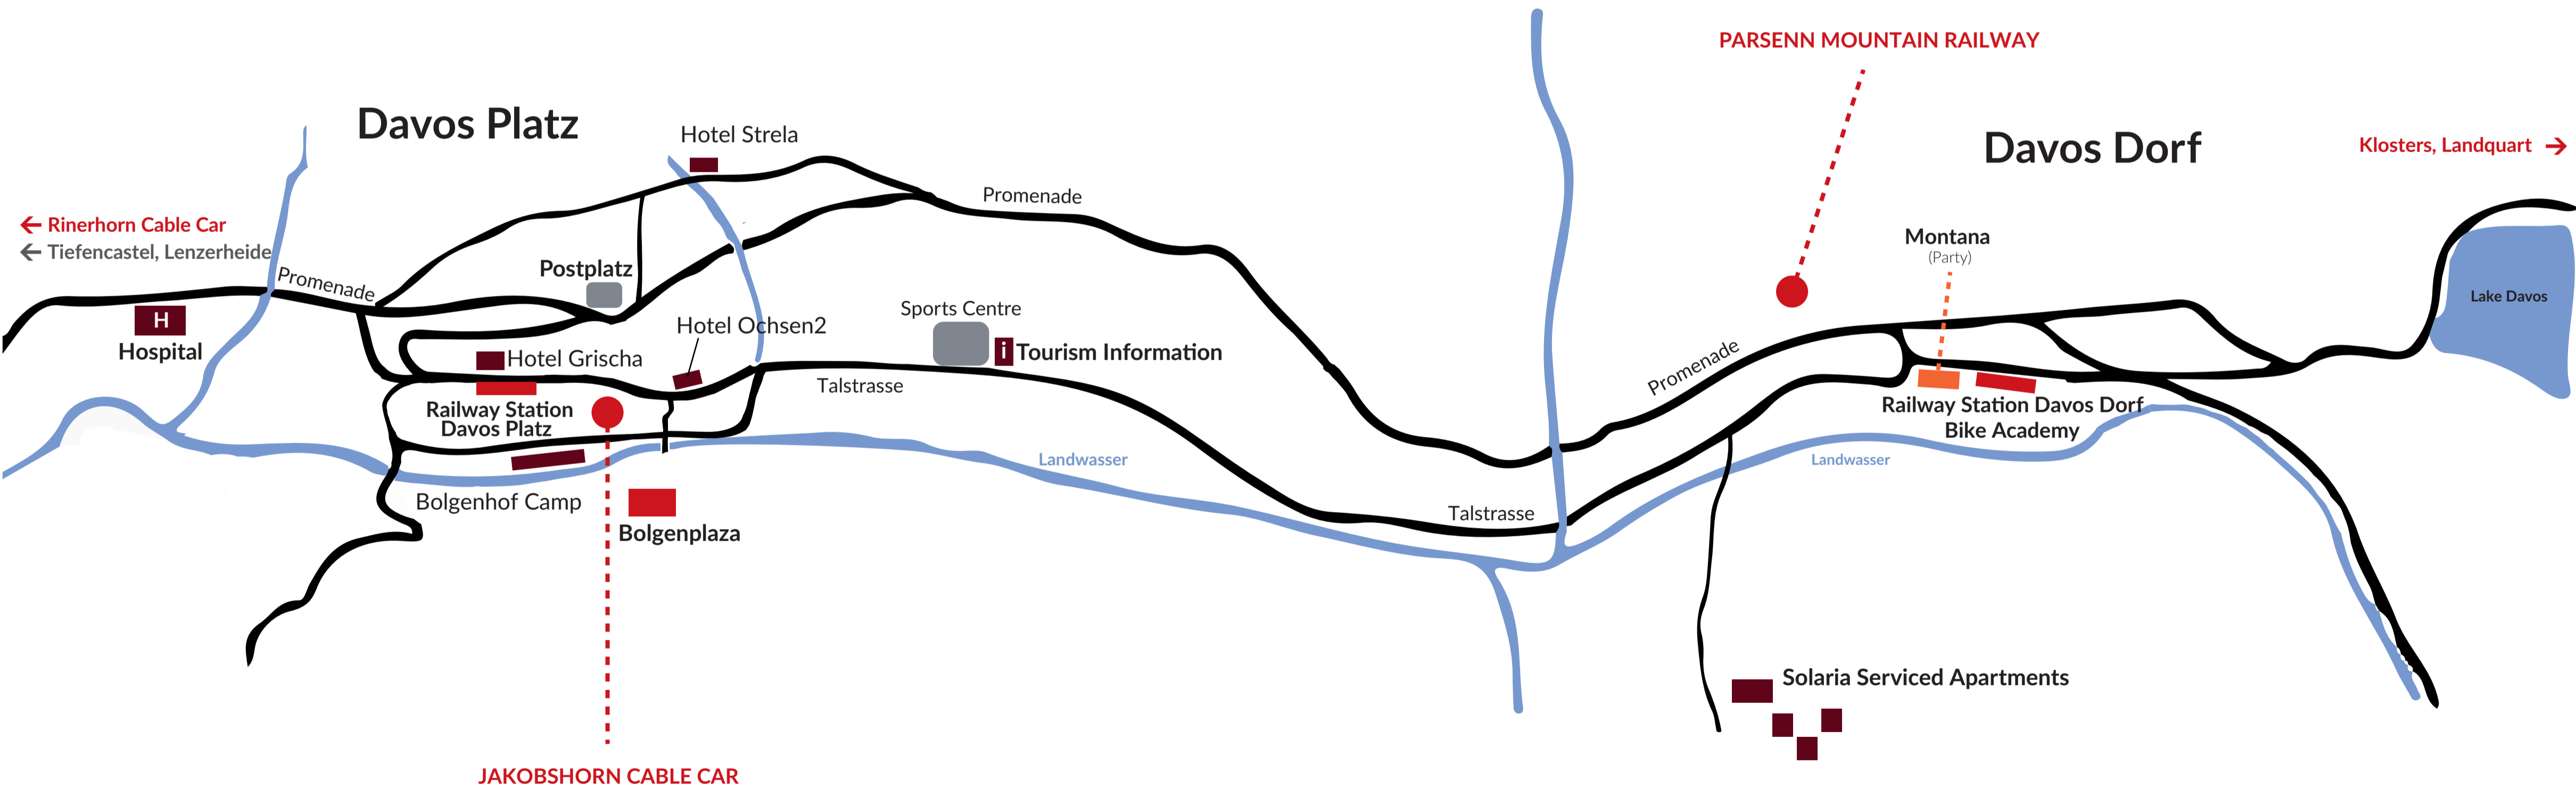 PARSENN MOUNTAIN RAILWAY
Davos Platz
Hotel Strela
Davos Dorf
Klosters, Landquart →
Promenade
← Rinerhorn Cable Car
← Tiefencastel, Lenzerheide
Montana
(Party)
Postplatz
Promenade
Lake Davos
Sports Centre
H
Hospital
Hotel Ochsen2
i Tourism Information
Hotel Grischa
Promenade
Talstrasse
Railway Station
Davos Platz
Railway Station Davos Dorf
Bike Academy
Landwasser
Landwasser
Bolgenhof Camp
Talstrasse
Bolgenplaza
Solaria Serviced Apartments
JAKOBSHORN CABLE CAR